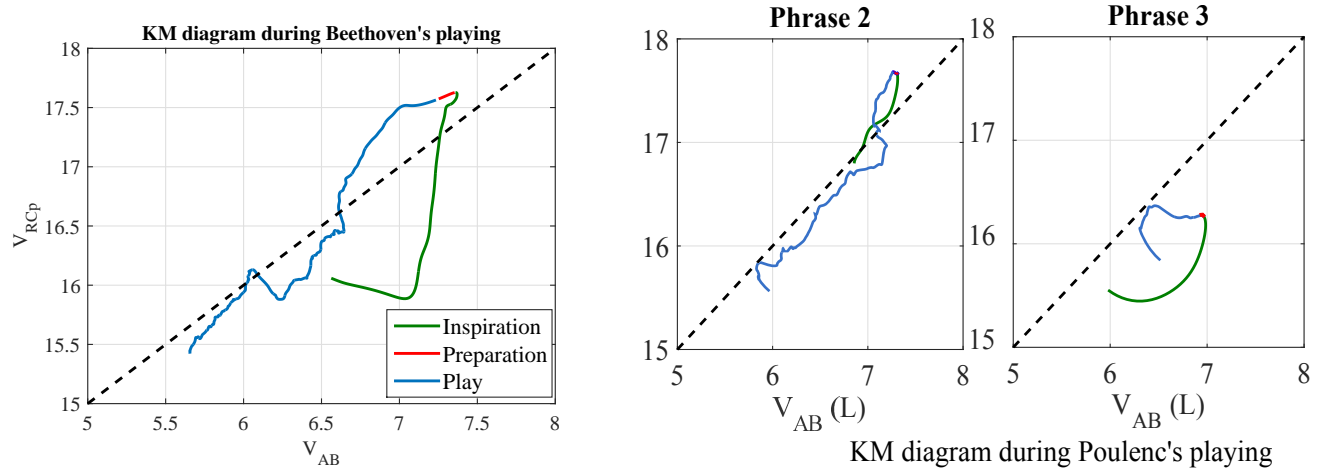 KM diagram during Beethoven's playing
18
17.5
17
16.5
16
15.5
15
V_RCp
5
5.5
6
6.5
7
7.5
8
V_AB
Inspiration
Preparation
Play
Phrase 2
18
17
16
15
5
6
7
8
V_AB (L)
Phrase 3
18
17
16
15
5
6
7
8
V_AB (L)
KM diagram during Poulenc's playing